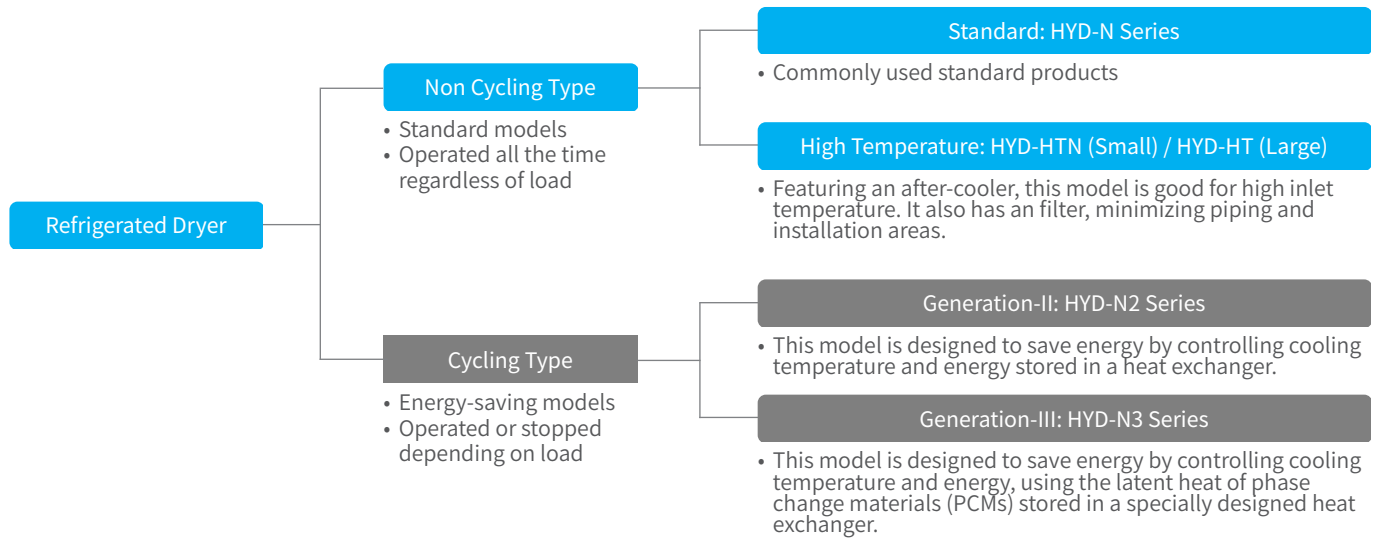 Refrigerated Dryer
Non Cycling Type
• Standard models
• Operated all the time
regardless of load
Standard: HYD-N Series
• Commonly used standard products
High Temperature: HYD-HTN (Small) / HYD-HT (Large)
• Featuring an after-cooler, this model is good for high inlet
temperature. It also has an filter, minimizing piping and
installation areas.
Cycling Type
• Energy-saving models
• Operated or stopped
depending on load
Generation-II: HYD-N2 Series
• This model is designed to save energy by controlling cooling
temperature and energy stored in a heat exchanger.
Generation-III: HYD-N3 Series
• This model is designed to save energy by controlling cooling
temperature and energy, using the latent heat of phase
change materials (PCMs) stored in a specially designed heat
exchanger.